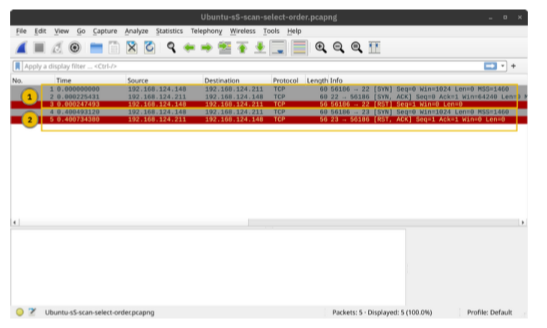 Ubuntu-sS-scan-select-order.pcapng
File Edit View Go Capture Analyze Statistics Telephony Wireless Tools Help
Apply a display filter ... <Ctrl-/>
No. Time Source Destination Protocol Length Info
1 0.000000000 192.168.124.148 192.168.124.211 TCP 60 56106 → 22 [SYN] Seq=0 Win=1024 Len=0 MSS=1460
2 0.000225431 192.168.124.211 192.168.124.148 TCP 60 22 → 56106 [SYN, ACK] Seq=0 Ack=1 Win=64240 Len=
3 0.000247493 192.168.124.148 192.168.124.211 TCP 56 56106 → 22 [RST] Seq=1 Win=0 Len=0
4 0.400493120 192.168.124.148 192.168.124.211 TCP 60 56106 → 23 [SYN] Seq=0 Win=1024 Len=0 MSS=1460
5 0.400734380 192.168.124.211 192.168.124.148 TCP 56 23 → 56106 [RST, ACK] Seq=1 Ack=1 Win=0 Len=0
1
2
Ubuntu-sS-scan-select-order.pcapng Packets: 5 · Displayed: 5 (100.0%) Profile: Default